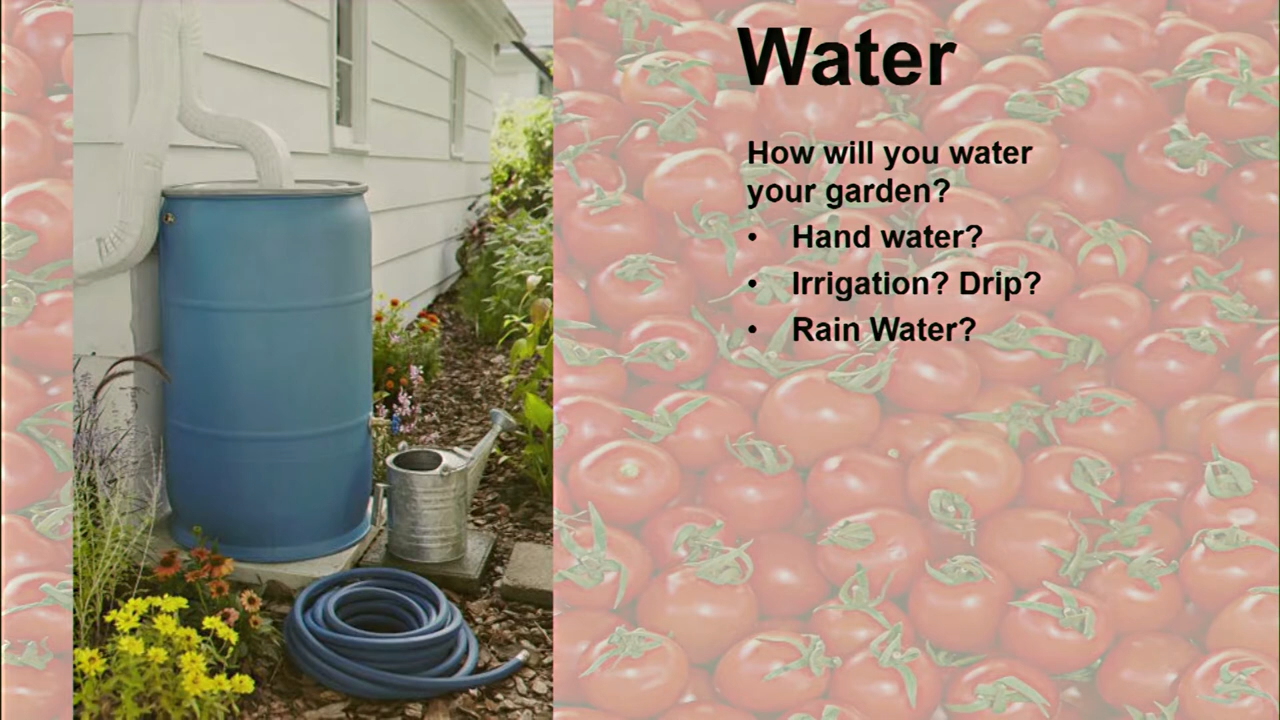 Water
How will you water
your garden?
• Hand water?
• Irrigation? Drip?
• Rain Water?